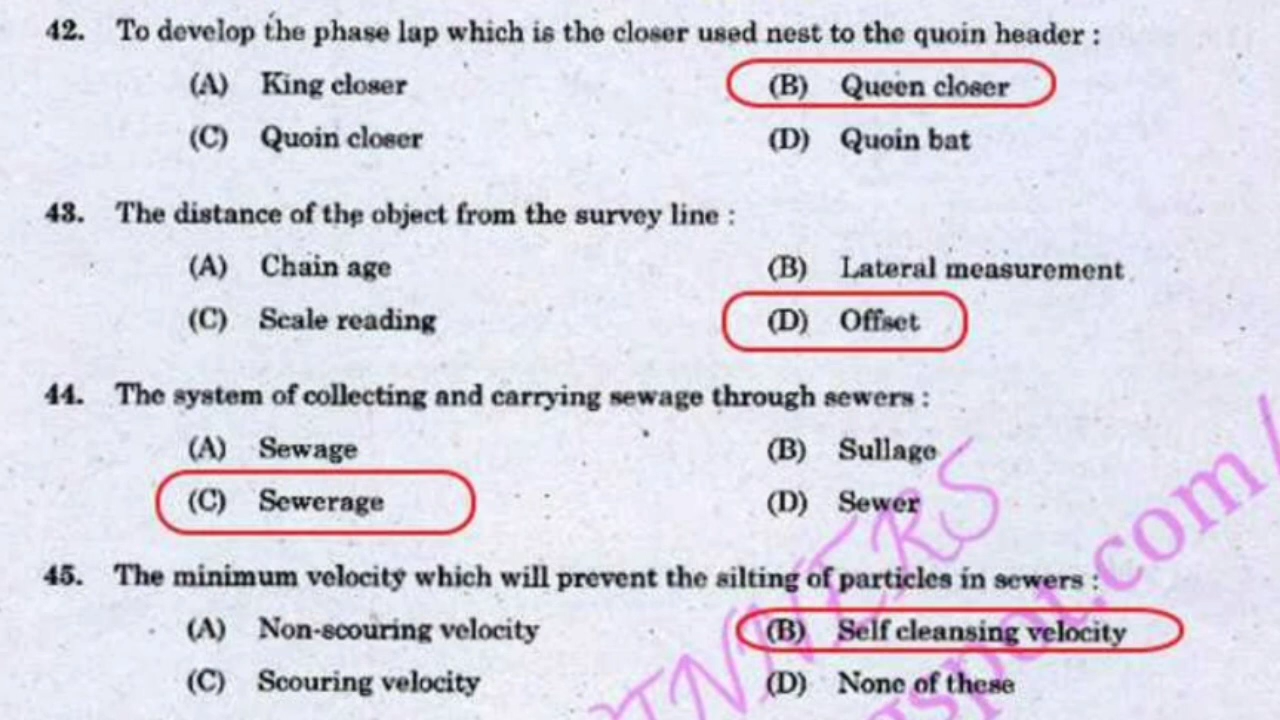 42. To develop the phase lap which is the closer used nest to the quoin header :
(A) King closer (B) Queen closer
(C) Quoin closer (D) Quoin bat
43. The distance of the object from the survey line :
(A) Chain age (B) Lateral measurement
(C) Scale reading (D) Offset
44. The system of collecting and carrying sewage through sewers :
(A) Sewage (B) Sullage
(C) Sewerage (D) Sewer
45. The minimum velocity which will prevent the silting of particles in sewers :
(A) Non-scouring velocity (B) Self cleansing velocity
(C) Scouring velocity (D) None of these